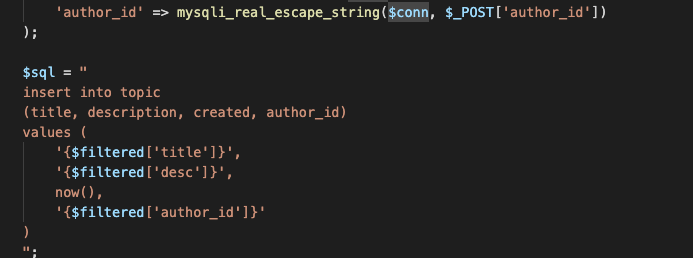 'author_id' => mysqli_real_escape_string($conn, $_POST['author_id'])
);
$sql = "
insert into topic
(title, description, created, author_id)
values (
'{$filtered['title']}',
'{$filtered['desc']}',
now(),
'{$filtered['author_id']}'
)
";